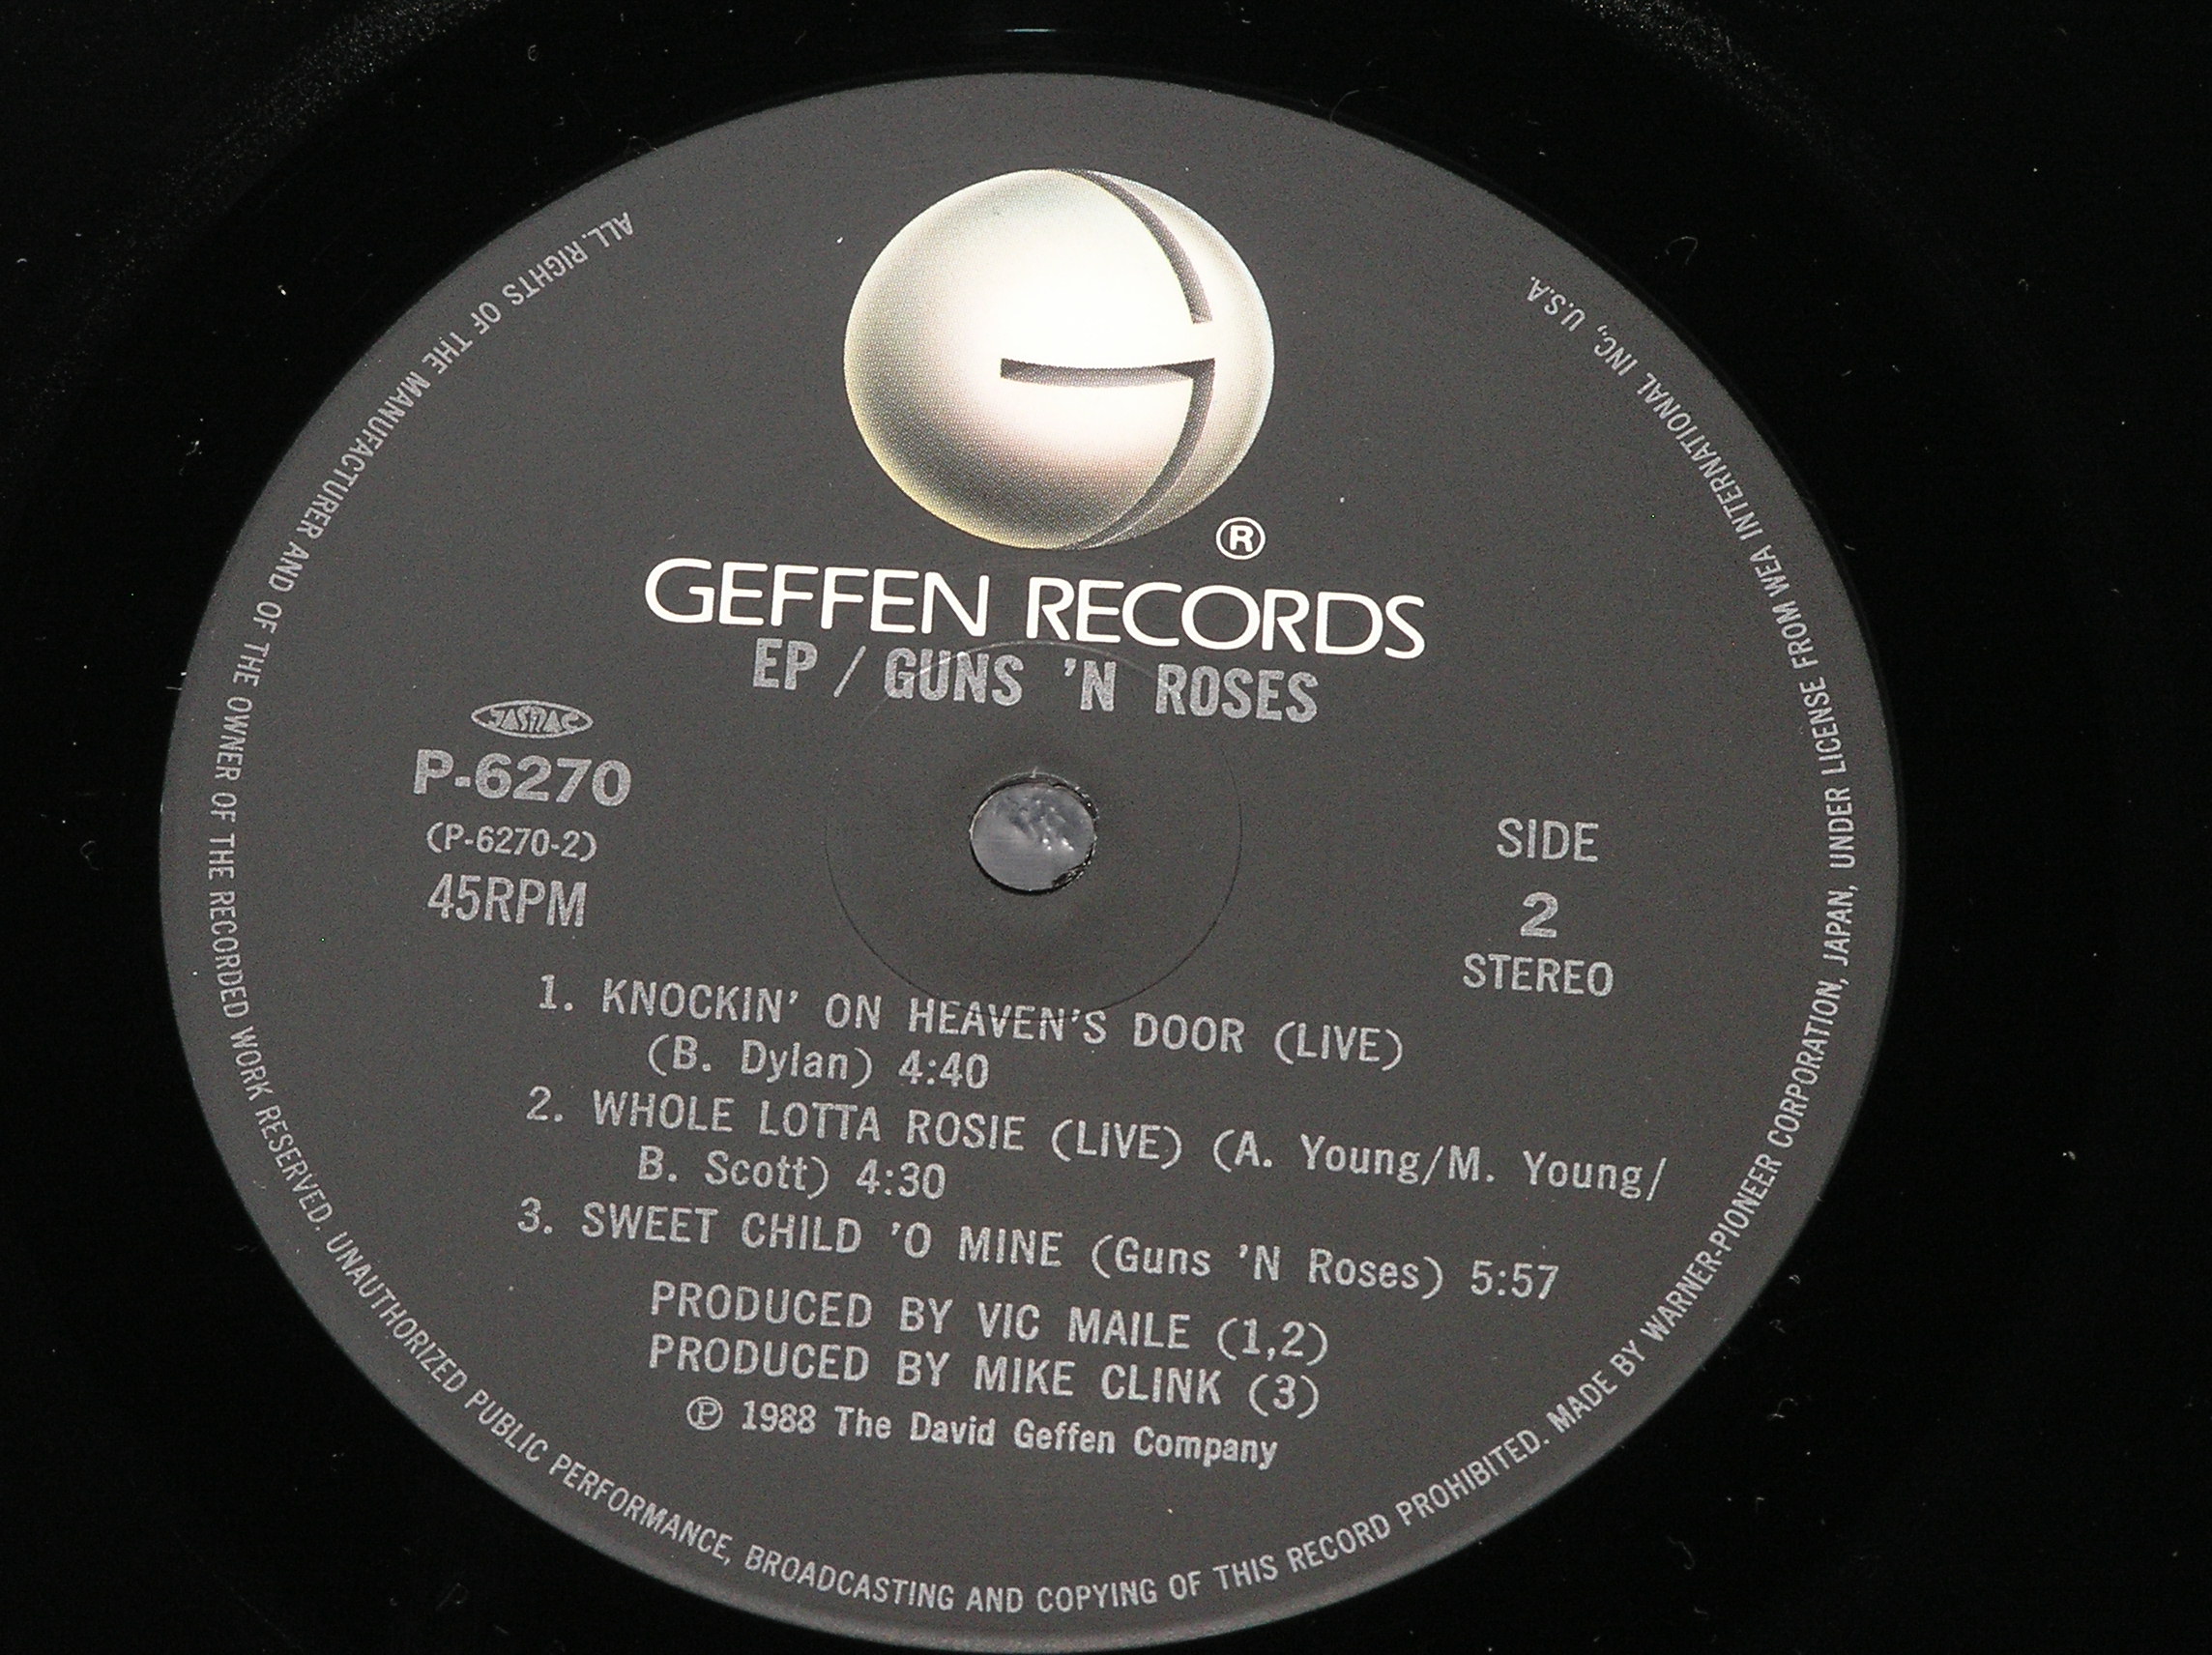 ®
GEFFEN RECORDS
EP / GUNS 'N ROSES
JASRAC
P-6270
(P-6270-2)
45RPM
SIDE
2
STEREO
1. KNOCKIN' ON HEAVEN'S DOOR (LIVE)
(B. Dylan) 4:40
2. WHOLE LOTTA ROSIE (LIVE) (A. Young/M. Young/
B. Scott) 4:30
3. SWEET CHILD 'O MINE (Guns 'N Roses) 5:57
PRODUCED BY VIC MAILE (1,2)
PRODUCED BY MIKE CLINK (3)
℗ 1988 The David Geffen Company
ALL. RIGHTS OF THE MANUFACTURER AND OF THE OWNER OF THE RECORDED WORK RESERVED. UNAUTHORIZED PUBLIC PERFORMANCE, BROADCASTING AND COPYING OF THIS RECORD PROHIBITED. MADE BY WARNER-PIONEER CORPORATION, JAPAN, UNDER LICENSE FROM WEA INTERNATIONAL INC., U.S.A.